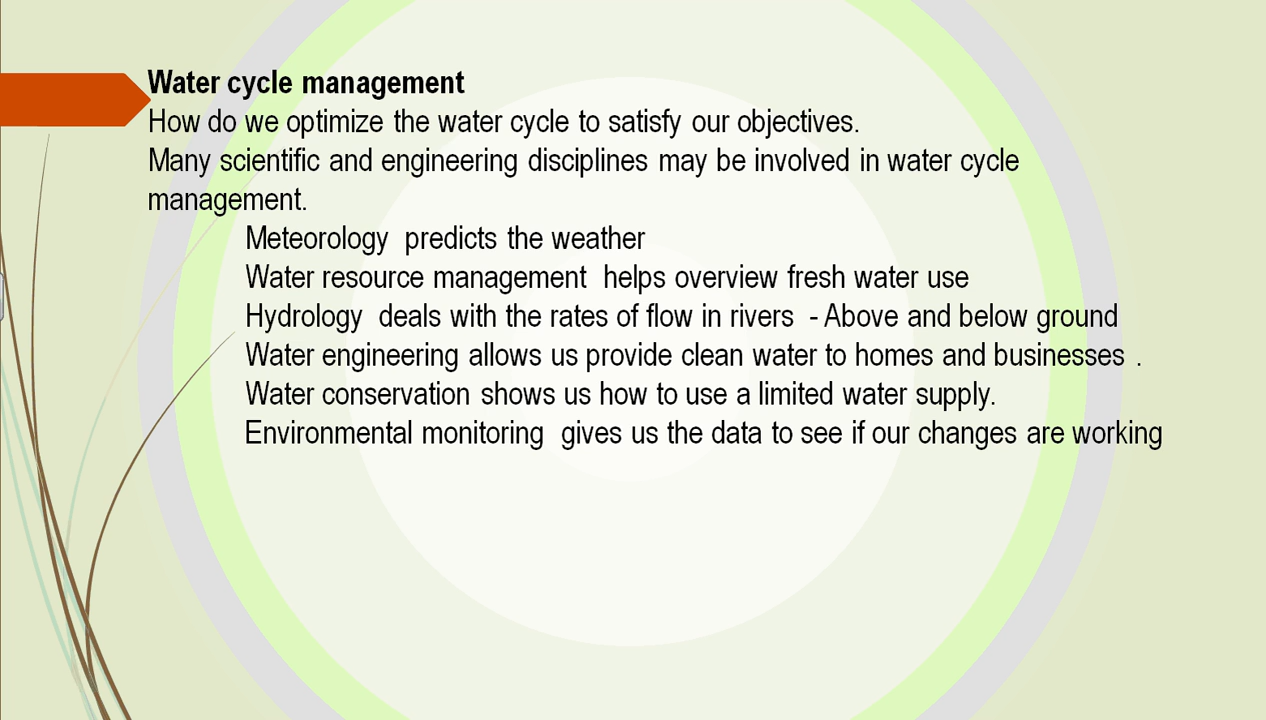 Water cycle management
How do we optimize the water cycle to satisfy our objectives.
Many scientific and engineering disciplines may be involved in water cycle
management.
Meteorology  predicts the weather
Water resource management  helps overview fresh water use
Hydrology  deals with the rates of flow in rivers  - Above and below ground
Water engineering allows us provide clean water to homes and businesses .
Water conservation shows us how to use a limited water supply.
Environmental monitoring  gives us the data to see if our changes are working